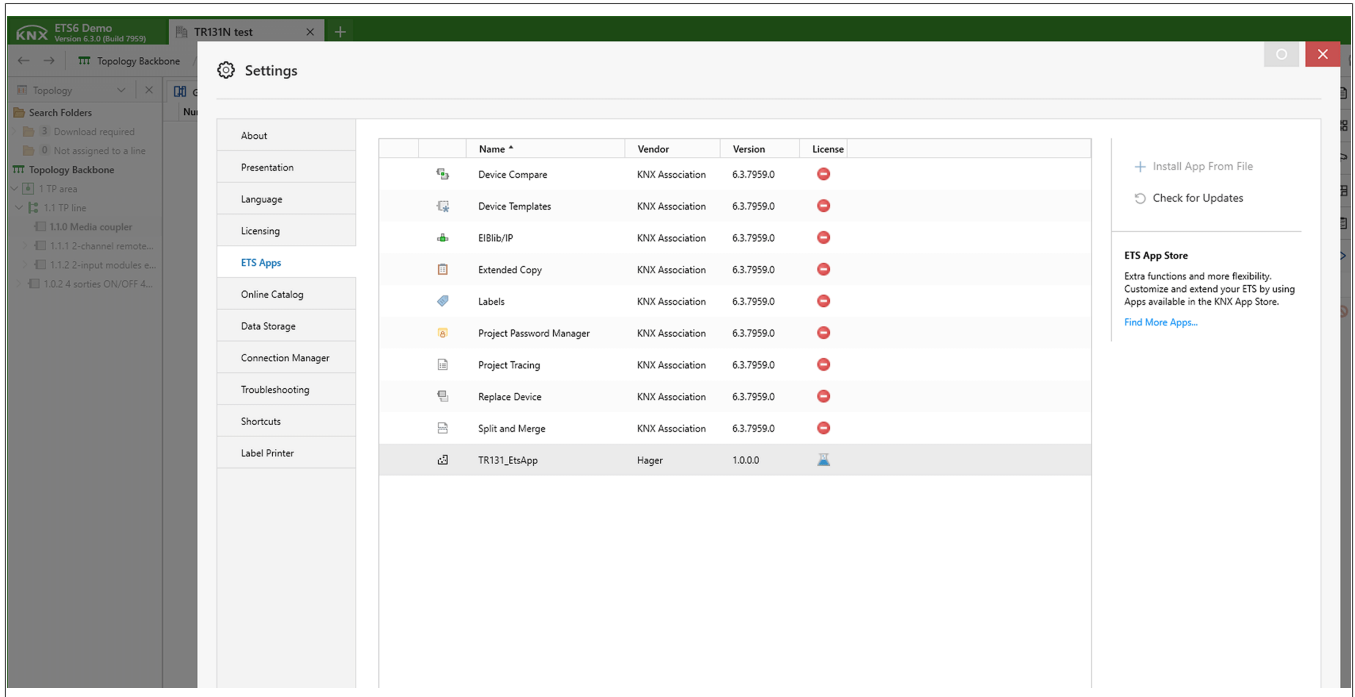 KNX ETS6 Demo
Version 6.3.0 (Build 7959)
TR131N test
Topology Backbone
Topology
Search Folders
3 Download required
0 Not assigned to a line
Topology Backbone
1 TP area
1.1 TP line
1.1.0 Media coupler
1.1.1 2-channel remote...
1.1.2 2-input modules e...
1.0.2 4 sorties ON/OFF 4...
Settings
About
Presentation
Language
Licensing
ETS Apps
Online Catalog
Data Storage
Connection Manager
Troubleshooting
Shortcuts
Label Printer
Name Vendor Version License
Device Compare KNX Association 6.3.7959.0
Device Templates KNX Association 6.3.7959.0
EIBlib/IP KNX Association 6.3.7959.0
Extended Copy KNX Association 6.3.7959.0
Labels KNX Association 6.3.7959.0
Project Password Manager KNX Association 6.3.7959.0
Project Tracing KNX Association 6.3.7959.0
Replace Device KNX Association 6.3.7959.0
Split and Merge KNX Association 6.3.7959.0
TR131_EtsApp Hager 1.0.0.0
Install App From File
Check for Updates
ETS App Store
Extra functions and more flexibility.
Customize and extend your ETS by using
Apps available in the KNX App Store.
Find More Apps...